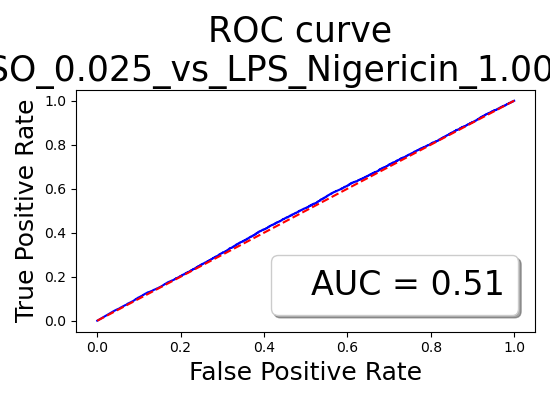 ROC curve
SO_0.025_vs_LPS_Nigericin_1.00
True Positive Rate
1.0
0.8
0.6
0.4
0.2
0.0
AUC = 0.51
0.0 0.2 0.4 0.6 0.8 1.0
False Positive Rate